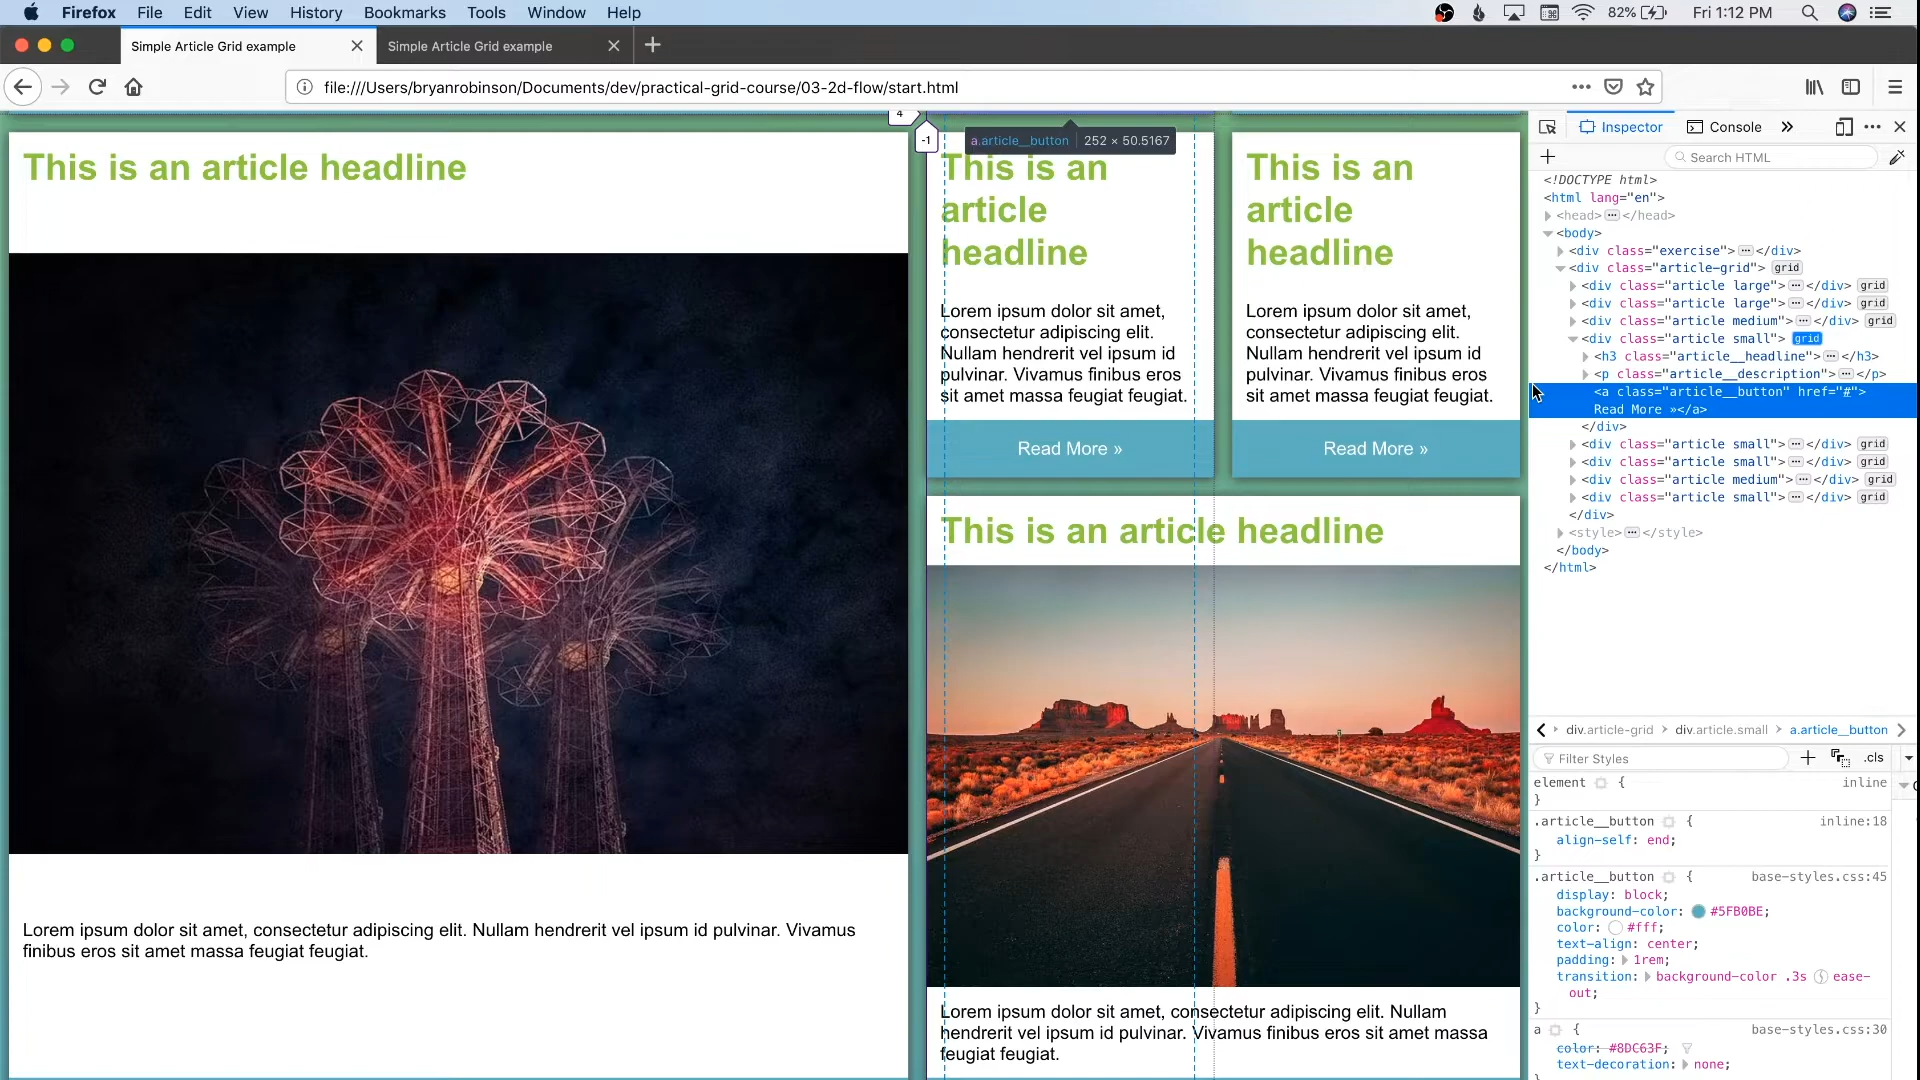 Firefox File Edit View History Bookmarks Tools Window Help 82% Fri 1:12 PM
Simple Article Grid example Simple Article Grid example
file:///Users/bryanrobinson/Documents/dev/practical-grid-course/03-2d-flow/start.html
4
-1
a.article__button 252 × 50.5167
This is an article headline
This is an
article
headline
Lorem ipsum dolor sit amet,
consectetur adipiscing elit.
Nullam hendrerit vel ipsum id
pulvinar. Vivamus finibus eros
sit amet massa feugiat feugiat.
Read More »
This is an
article
headline
Lorem ipsum dolor sit amet,
consectetur adipiscing elit.
Nullam hendrerit vel ipsum id
pulvinar. Vivamus finibus eros
sit amet massa feugiat feugiat.
Read More »
This is an article headline
Lorem ipsum dolor sit amet, consectetur adipiscing elit. Nullam hendrerit vel ipsum id pulvinar. Vivamus
finibus eros sit amet massa feugiat feugiat.
Lorem ipsum dolor sit amet, consectetur adipiscing elit. Nullam
hendrerit vel ipsum id pulvinar. Vivamus finibus eros sit amet massa
feugiat feugiat.
Inspector Console
Search HTML
<!DOCTYPE html>
<html lang="en">
<head></head>
<body>
<div class="exercise"></div>
<div class="article-grid"> grid
<div class="article large"></div> grid
<div class="article large"></div> grid
<div class="article medium"></div> grid
<div class="article small"> grid
<h3 class="article__headline"></h3>
<p class="article__description"></p>
<a class="article__button" href="#">
Read More »</a>
</div>
<div class="article small"></div> grid
<div class="article small"></div> grid
<div class="article medium"></div> grid
<div class="article small"></div> grid
</div>
<style></style>
</body>
</html>
div.article-grid div.article.small a.article__button
Filter Styles + .cls
element { inline
}
.article__button { inline:18
align-self: end;
}
.article__button { base-styles.css:45
display: block;
background-color: #5FB0BE;
color: #fff;
text-align: center;
padding: 1rem;
transition: background-color .3s ease-
out;
}
a { base-styles.css:30
color: #8DC63F;
text-decoration: none;
}